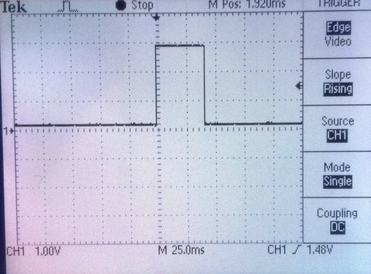 Tek
Stop
M Pos: 1.920ms
TRIGGER
Edge
Video
Slope
Rising
Source
CH1
Mode
Single
Coupling
DC
1
CH1 1.00V
M 25.0ms
CH1 1.48V